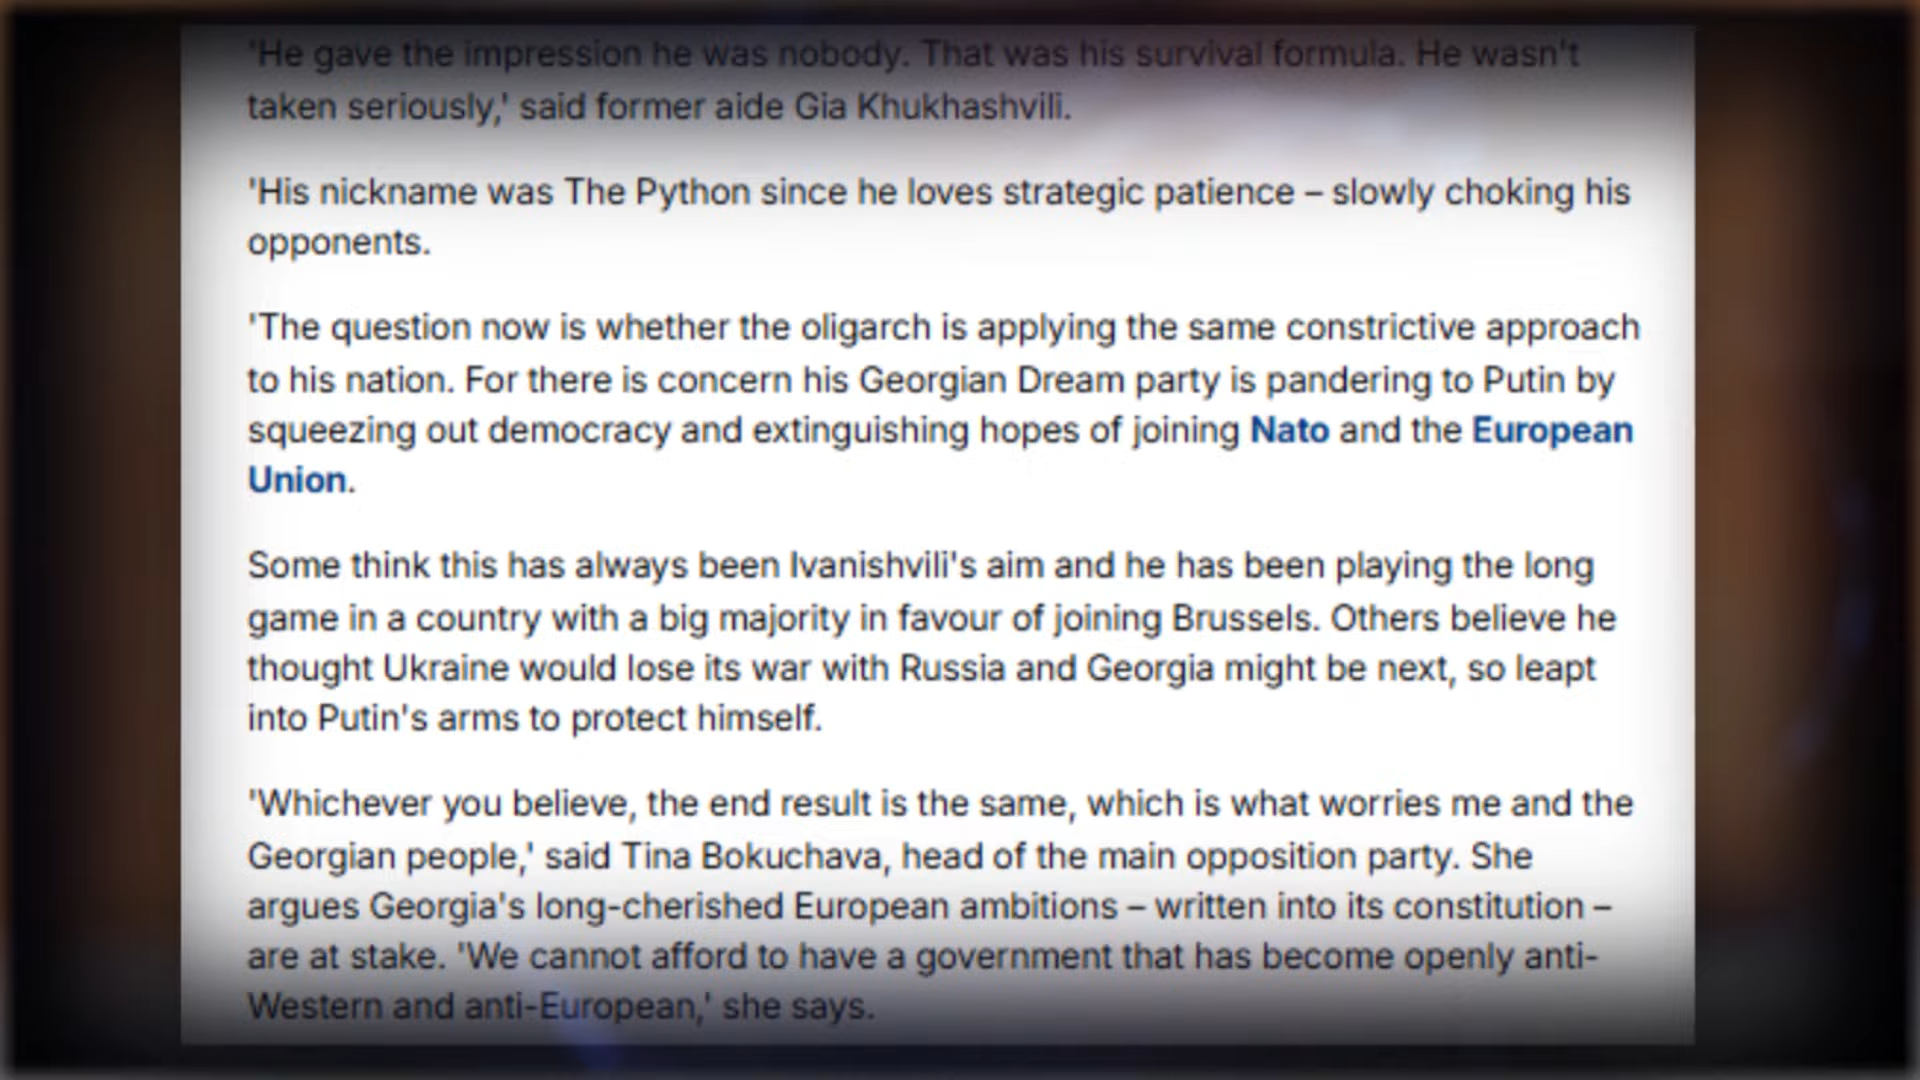 'He gave the impression he was nobody. That was his survival formula. He wasn't
taken seriously,' said former aide Gia Khukhashvili.
'His nickname was The Python since he loves strategic patience – slowly choking his
opponents.
'The question now is whether the oligarch is applying the same constrictive approach
to his nation. For there is concern his Georgian Dream party is pandering to Putin by
squeezing out democracy and extinguishing hopes of joining Nato and the European
Union.
Some think this has always been Ivanishvili's aim and he has been playing the long
game in a country with a big majority in favour of joining Brussels. Others believe he
thought Ukraine would lose its war with Russia and Georgia might be next, so leapt
into Putin's arms to protect himself.
'Whichever you believe, the end result is the same, which is what worries me and the
Georgian people,' said Tina Bokuchava, head of the main opposition party. She
argues Georgia's long-cherished European ambitions – written into its constitution –
are at stake. 'We cannot afford to have a government that has become openly anti-
Western and anti-European,' she says.